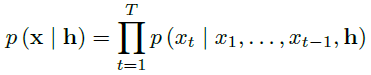 p (x | h) = ∏_{t=1}^{T} p (x_t | x_1, . . . , x_{t−1}, h)